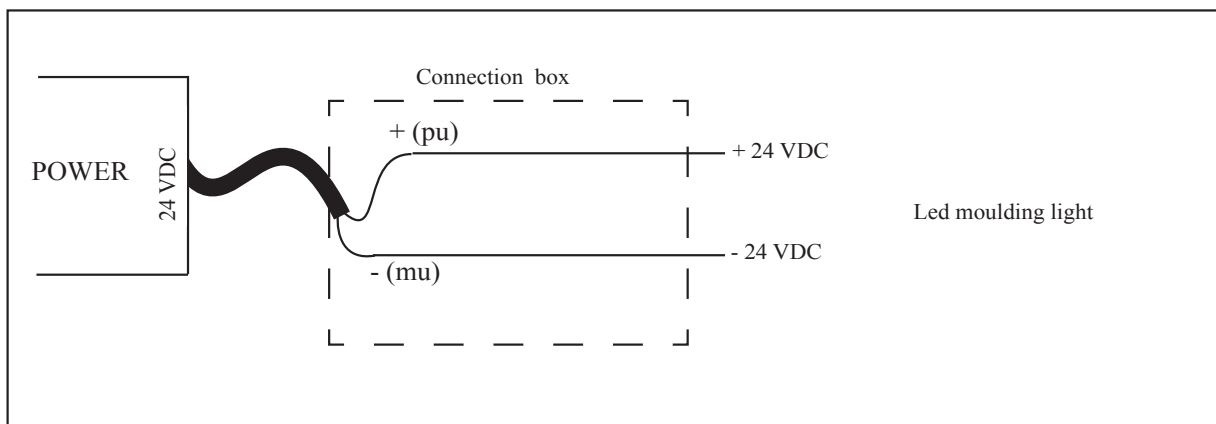 Connection box
+ (pu)
+ 24 VDC
POWER
24 VDC
Led moulding light
- 24 VDC
- (mu)